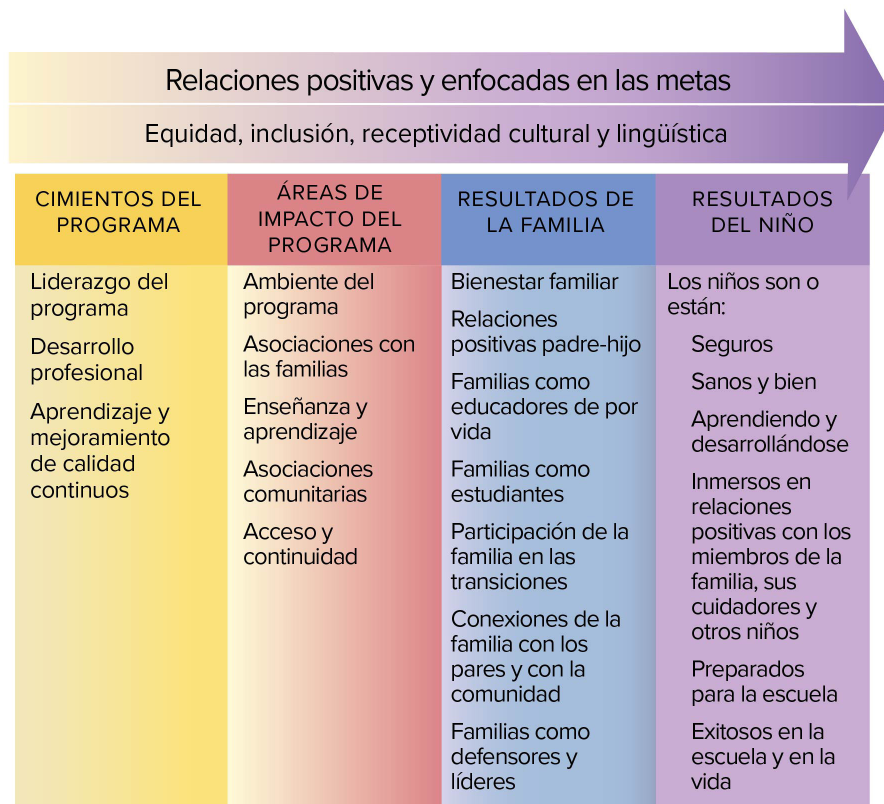 Relaciones positivas y enfocadas en las metas
Equidad, inclusión, receptividad cultural y lingüística
CIMIENTOS DEL
PROGRAMA
Liderazgo del
programa
Desarrollo
profesional
Aprendizaje y
mejoramiento
de calidad
continuos
ÁREAS DE
IMPACTO DEL
PROGRAMA
Ambiente del
programa
Asociaciones con
las familias
Enseñanza y
aprendizaje
Asociaciones
comunitarias
Acceso y
continuidad
RESULTADOS DE
LA FAMILIA
Bienestar familiar
Relaciones
positivas padre-hijo
Familias como
educadores de por
vida
Familias como
estudiantes
Participación de la
familia en las
transiciones
Conexiones de la
familia con los
pares y con la
comunidad
Familias como
defensores y
líderes
RESULTADOS
DEL NIÑO
Los niños son o
están:
Seguros
Sanos y bien
Aprendiendo y
desarrollándose
Inmersos en
relaciones
positivas con los
miembros de la
familia, sus
cuidadores y
otros niños
Preparados
para la escuela
Exitosos en la
escuela y en la
vida